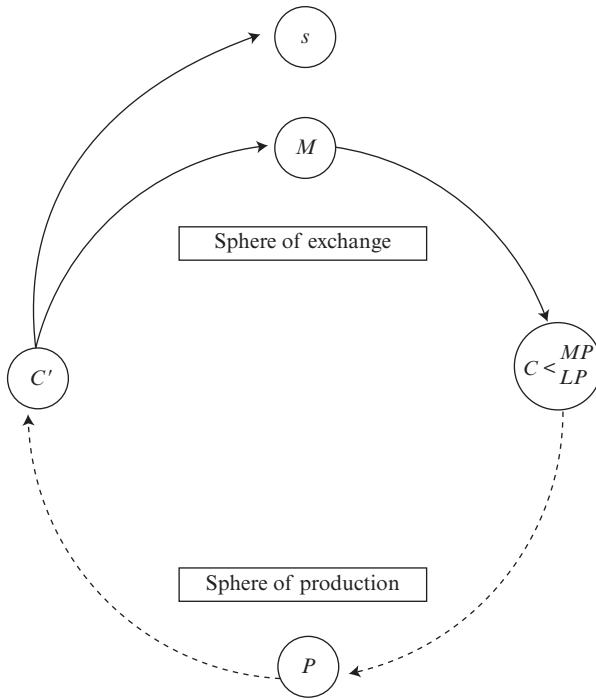 s
M
Sphere of exchange
C < MP
LP
C′
Sphere of production
P